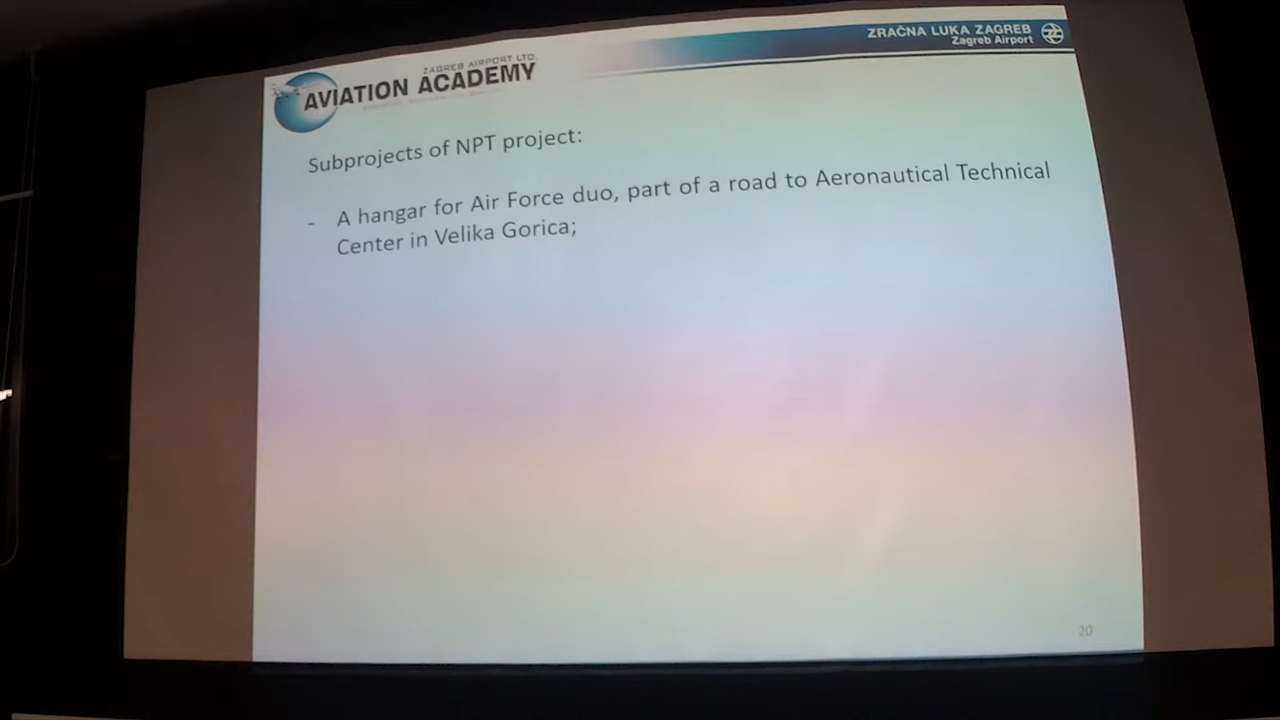 ZRAČNA LUKA ZAGREB
Zagreb Airport
ZAGREB AIRPORT LTD.
AVIATION ACADEMY
Subprojects of NPT project:
- A hangar for Air Force duo, part of a road to Aeronautical Technical
Center in Velika Gorica;
20